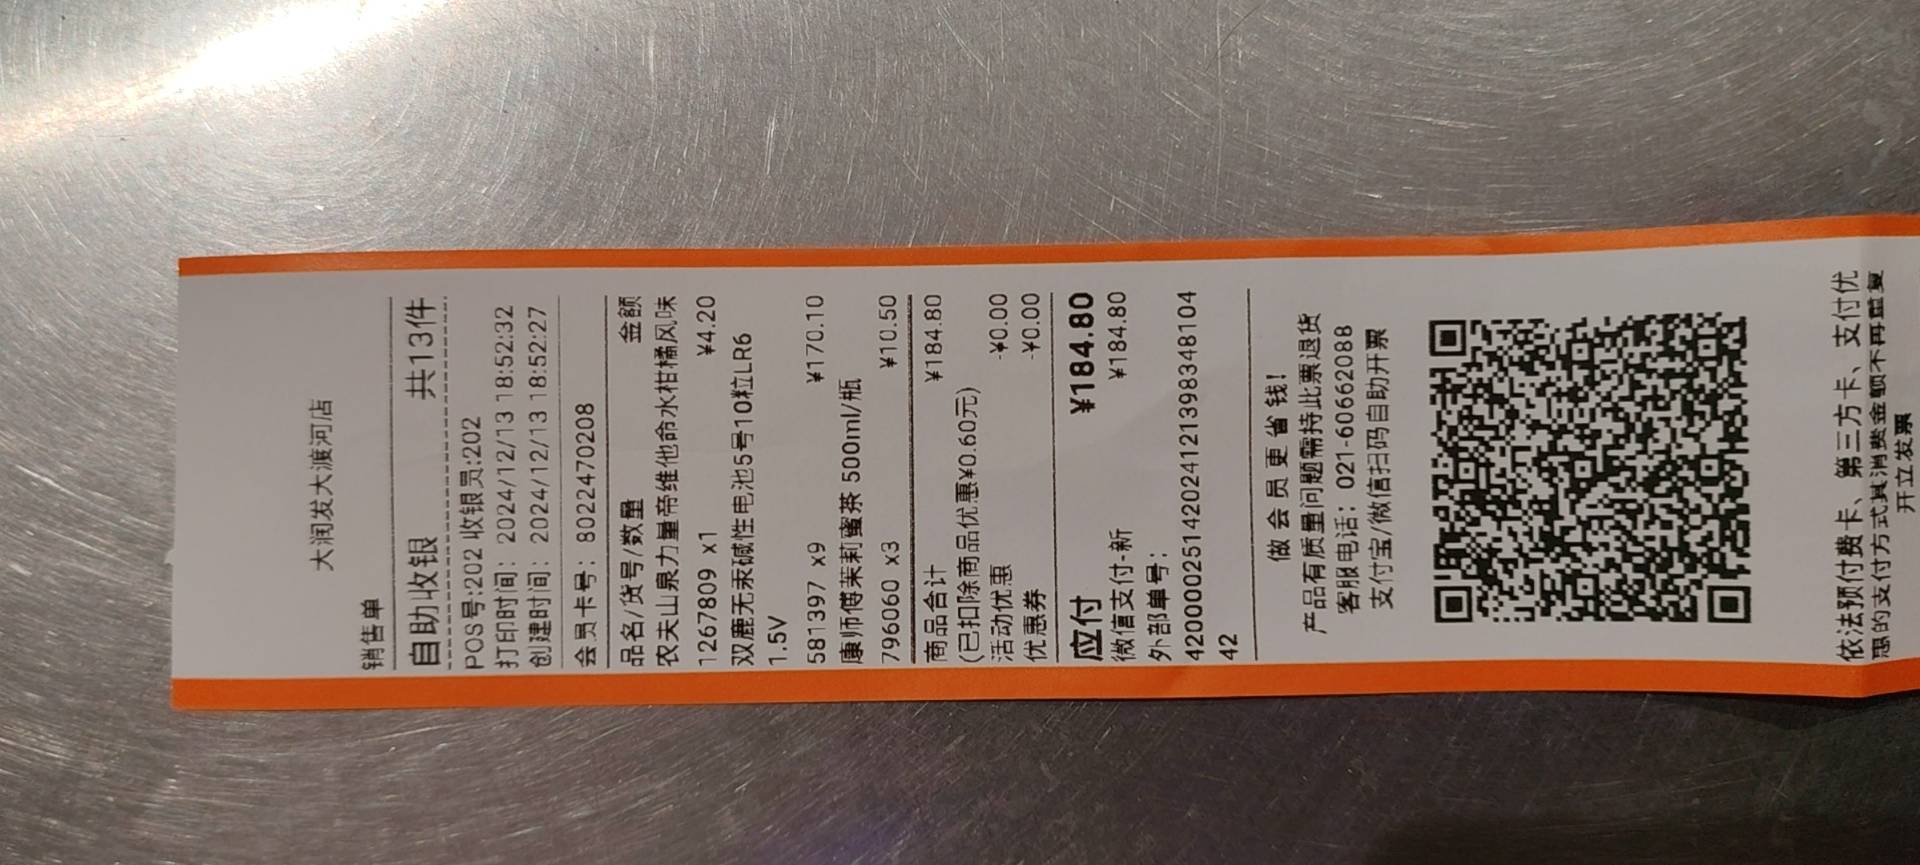 大润发大渡河店
销售单
自助收银 共13件
POS号:202 收银员:202
打印时间: 2024/12/13 18:52:32
创建时间: 2024/12/13 18:52:27
会员卡号: 8022470208
品名/货号/数量 金额
农夫山泉力量帝维他命水柑橘风味
1267809 x1 ¥4.20
双鹿无汞碱性电池5号10粒LR6
1.5V
581397 x9 ¥170.10
康师傅茉莉蜜茶 500ml/瓶
796060 x3 ¥10.50
商品合计 ¥184.80
(已扣除商品优惠¥0.60元)
活动优惠 -¥0.00
优惠券 -¥0.00
应付 ¥184.80
微信支付-新 ¥184.80
外部单号:
42000025142024121398348104
42
做会员更省钱!
产品有质量问题需持此票退货
客服电话: 021-60662088
支付宝/微信扫码自助开票
依法预付费卡、第三方卡、支付优
惠的支付方式其消费金额不再重复
开立发票